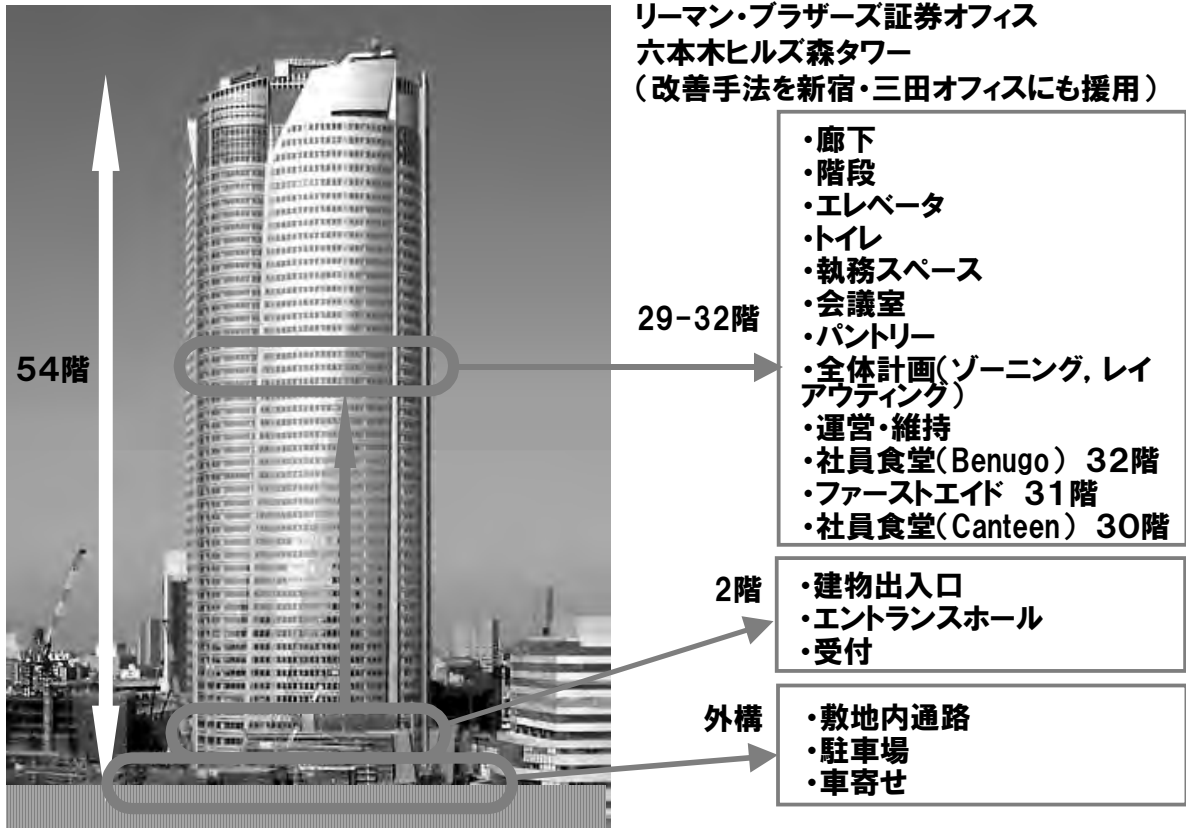 リーマン・ブラザーズ証券オフィス
六本木ヒルズ森タワー
（改善手法を新宿・三田オフィスにも援用）
54階
29-32階
・廊下
・階段
・エレベータ
・トイレ
・執務スペース
・会議室
・パントリー
・全体計画（ゾーニング，レイ
アウティング）
・運営・維持
・社員食堂（Benugo） 32階
・ファーストエイド 31階
・社員食堂（Canteen） 30階
2階
・建物出入口
・エントランスホール
・受付
外構
・敷地内通路
・駐車場
・車寄せ